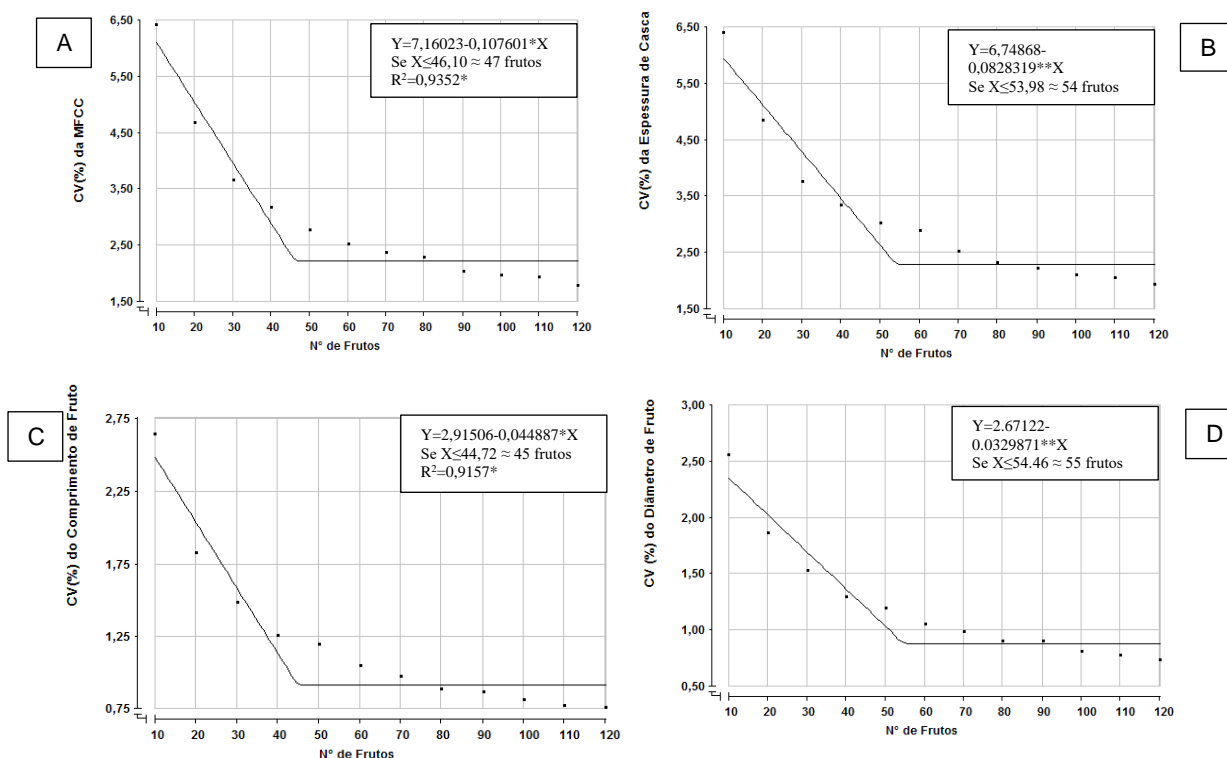 A
CV(%) da MFCC
6,50
5,50
4,50
3,50
2,50
1,50
Y=7,16023-0,107601*X
Se X≤46,10 ≈ 47 frutos
R²=0,9352*
10 20 30 40 50 60 70 80 90 100 110 120
N° de Frutos
B
CV(%) da Espessura de Casca
6,50
5,50
4,50
3,50
2,50
1,50
Y=6,74868-
0,0828319**X
Se X≤53,98 ≈ 54 frutos
10 20 30 40 50 60 70 80 90 100 110 120
N° de Frutos
C
CV(%) do Comprimento de Fruto
2,75
2,25
1,75
1,25
0,75
Y=2,91506-0,044887*X
Se X≤44,72 ≈ 45 frutos
R²=0,9157*
10 20 30 40 50 60 70 80 90 100 110 120
N° de Frutos
D
CV (%) do Diâmetro de Fruto
3,00
2,50
2,00
1,50
1,00
0,50
Y=2.67122-
0.0329871**X
Se X≤54.46 ≈ 55 frutos
10 20 30 40 50 60 70 80 90 100 110 120
N° de Frutos